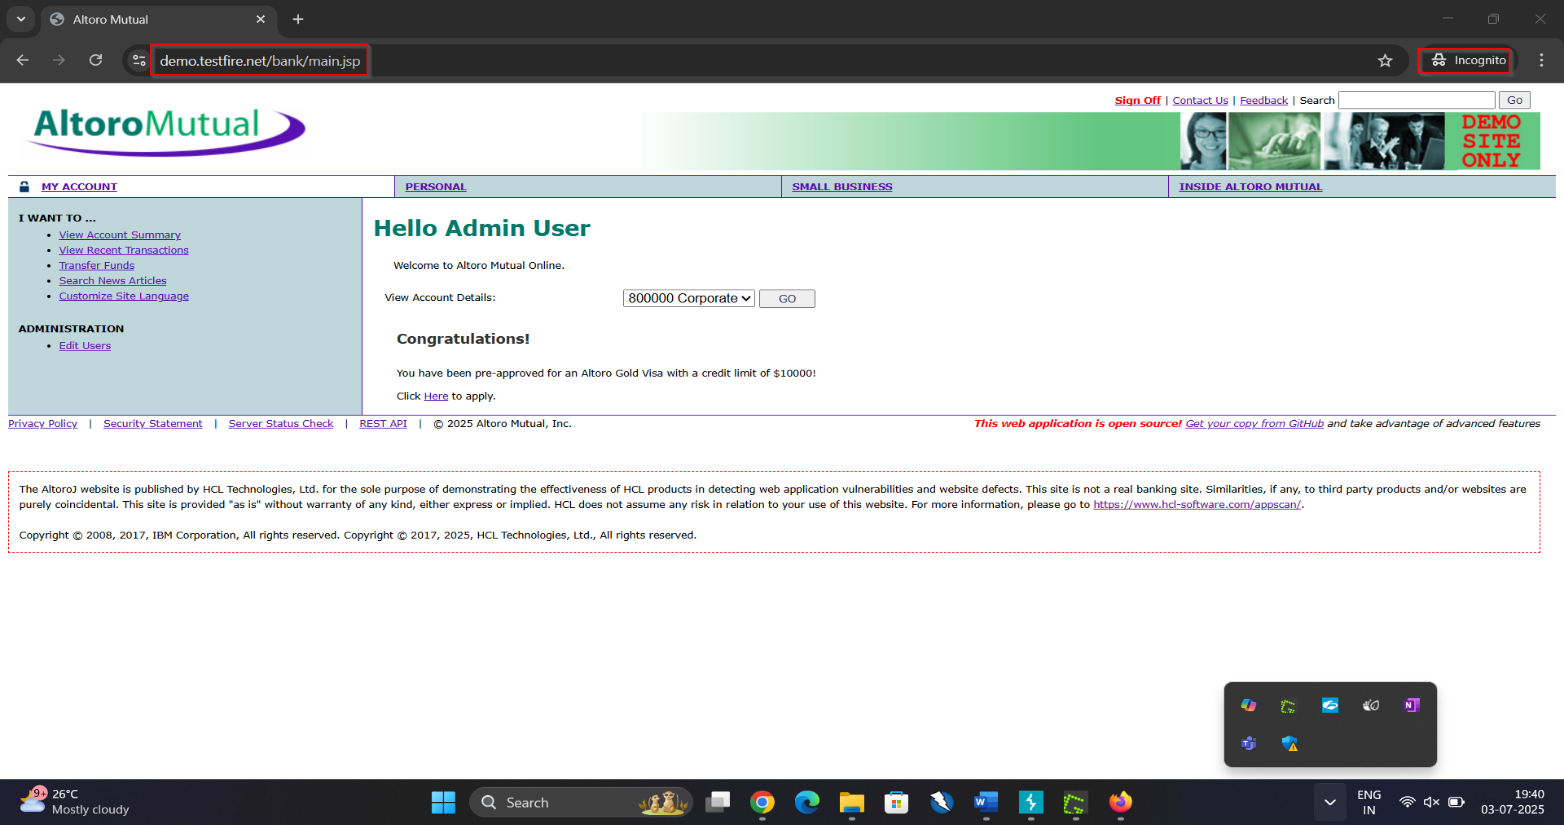 Altoro Mutual
demo.testfire.net/bank/main.jsp
Incognito
Sign Off | Contact Us | Feedback | Search Go
AltoroMutual
DEMO
SITE
ONLY
MY ACCOUNT
PERSONAL
SMALL BUSINESS
INSIDE ALTORO MUTUAL
I WANT TO ...
• View Account Summary
• View Recent Transactions
• Transfer Funds
• Search News Articles
• Customize Site Language
ADMINISTRATION
• Edit Users
Hello Admin User
Welcome to Altoro Mutual Online.
View Account Details: 800000 Corporate GO
Congratulations!
You have been pre-approved for an Altoro Gold Visa with a credit limit of $10000!
Click Here to apply.
Privacy Policy | Security Statement | Server Status Check | REST API | © 2025 Altoro Mutual, Inc.
This web application is open source! Get your copy from GitHub and take advantage of advanced features
The AltoroJ website is published by HCL Technologies, Ltd. for the sole purpose of demonstrating the effectiveness of HCL products in detecting web application vulnerabilities and website defects. This site is not a real banking site. Similarities, if any, to third party products and/or websites are
purely coincidental. This site is provided "as is" without warranty of any kind, either express or implied. HCL does not assume any risk in relation to your use of this website. For more information, please go to https://www.hcl-software.com/appscan/.
Copyright © 2008, 2017, IBM Corporation, All rights reserved. Copyright © 2017, 2025, HCL Technologies, Ltd., All rights reserved.
9+
26°C
Mostly cloudy
Search
ENG
IN
19:40
03-07-2025